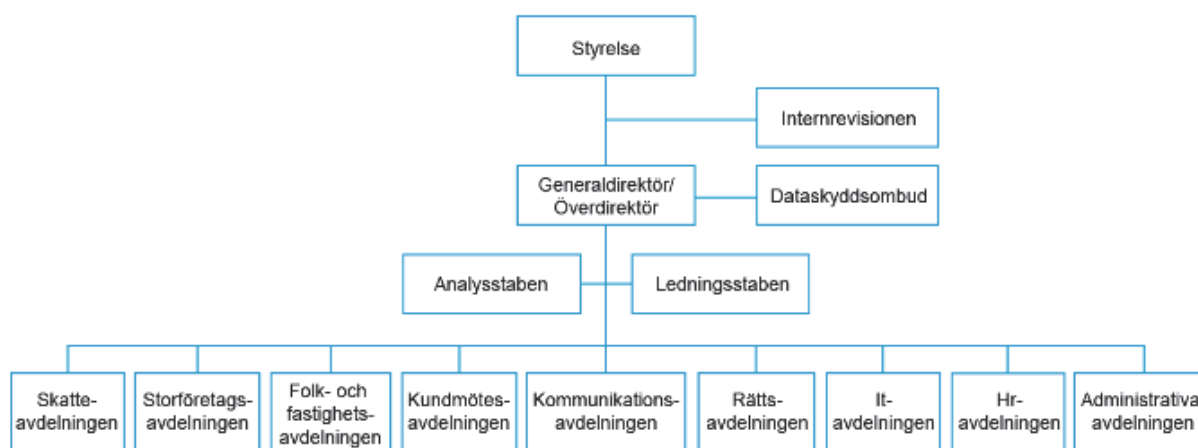 Styrelse
Internrevisionen
Generaldirektör/
Överdirektör
Dataskyddsombud
Analysstaben
Ledningsstaben
Skatte-
avdelningen
Storföretags-
avdelningen
Folk- och
fastighets-
avdelningen
Kundmötes-
avdelningen
Kommunikations-
avdelningen
Rätts-
avdelningen
It-
avdelningen
Hr-
avdelningen
Administrativa
avdelningen